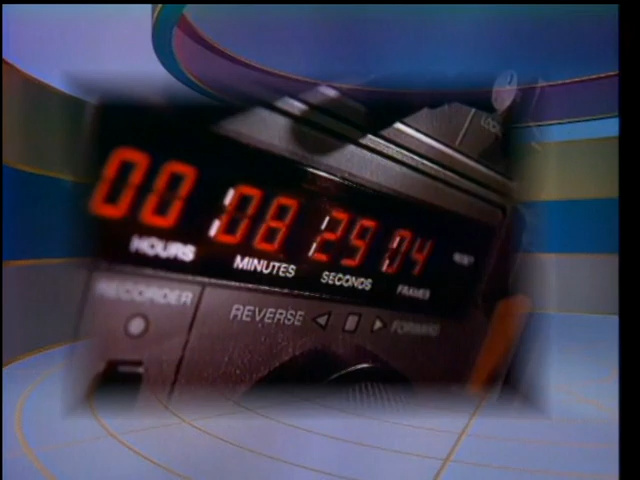 00 08 29 04
HOURS MINUTES SECONDS FRAMES
RECORDER
REVERSE FORWARD